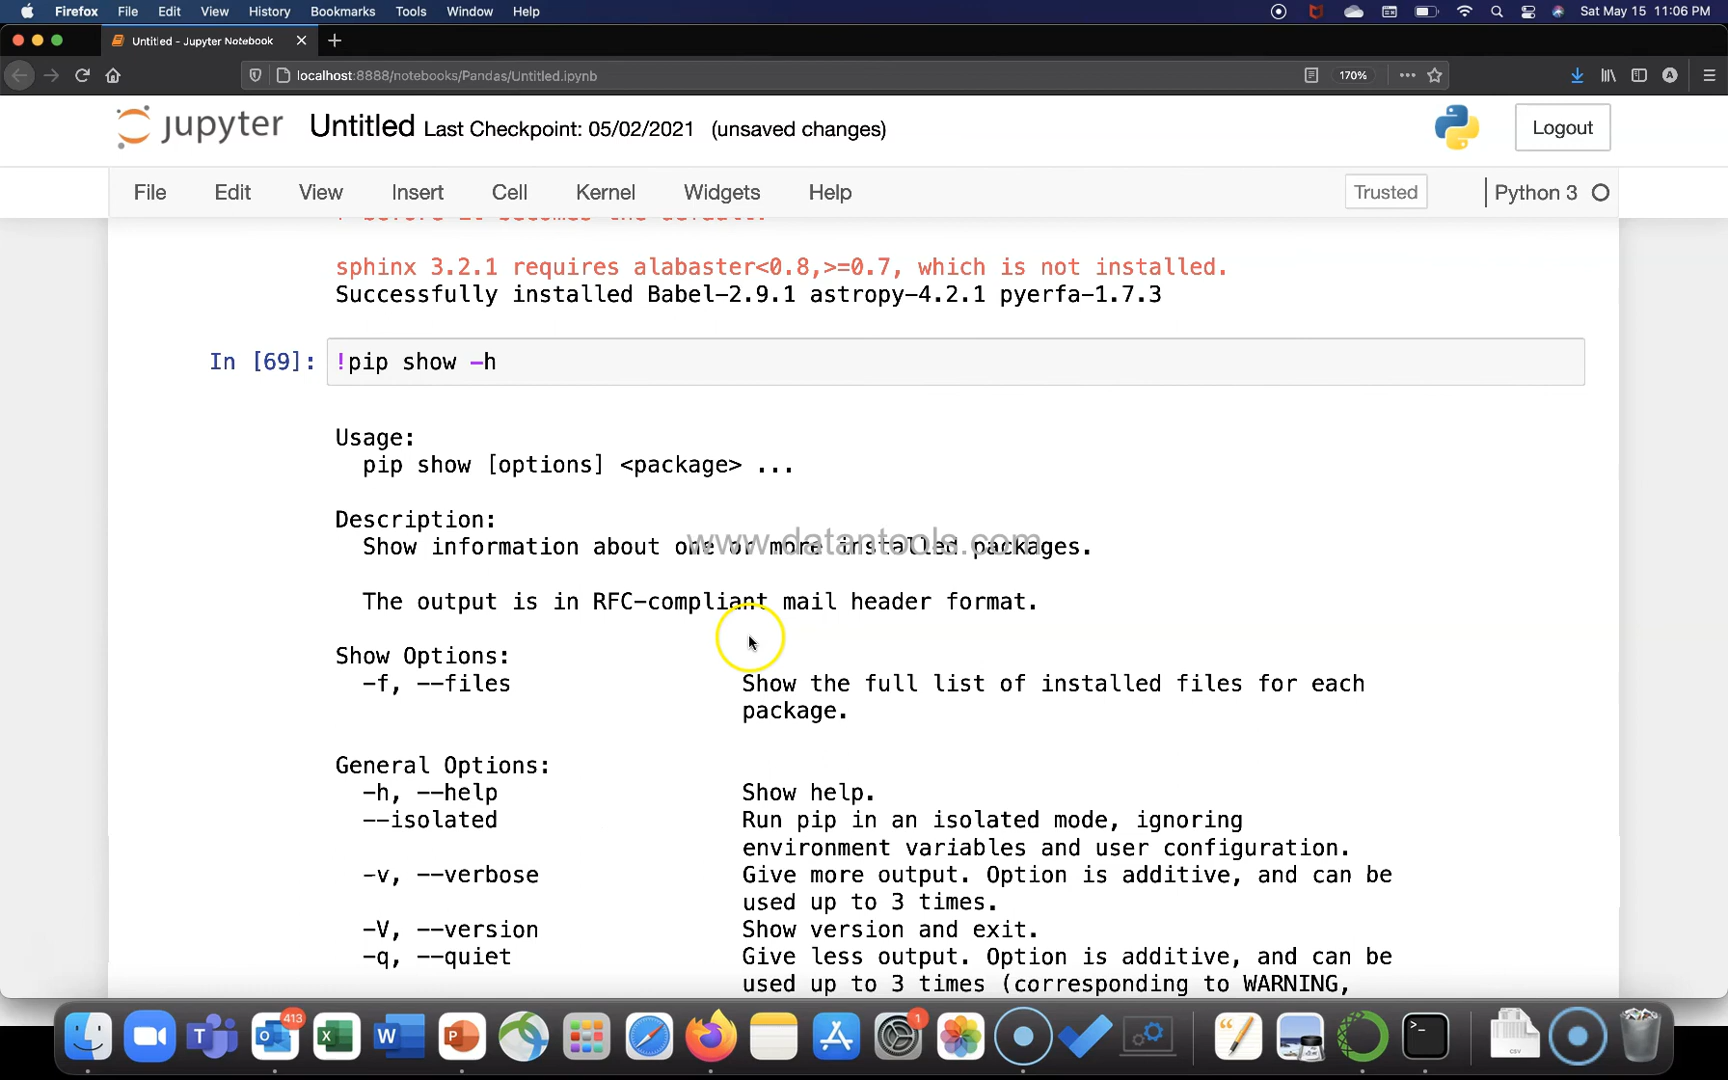 Firefox File Edit View History Bookmarks Tools Window Help Sat May 15 11:06 PM
Untitled - Jupyter Notebook
localhost:8888/notebooks/Pandas/Untitled.ipynb 170%
jupyter Untitled Last Checkpoint: 05/02/2021 (unsaved changes) Logout
File Edit View Insert Cell Kernel Widgets Help Trusted Python 3
before it becomes the default.
sphinx 3.2.1 requires alabaster<0.8,>=0.7, which is not installed.
Successfully installed Babel-2.9.1 astropy-4.2.1 pyerfa-1.7.3
In [69]: !pip show -h
Usage:
pip show [options] <package> ...
Description:
Show information about one or more installed packages.
www.datantools.com
The output is in RFC-compliant mail header format.
Show Options:
-f, --files Show the full list of installed files for each
package.
General Options:
-h, --help Show help.
--isolated Run pip in an isolated mode, ignoring
environment variables and user configuration.
-v, --verbose Give more output. Option is additive, and can be
used up to 3 times.
-V, --version Show version and exit.
-q, --quiet Give less output. Option is additive, and can be
used up to 3 times (corresponding to WARNING,
413
1
CSV